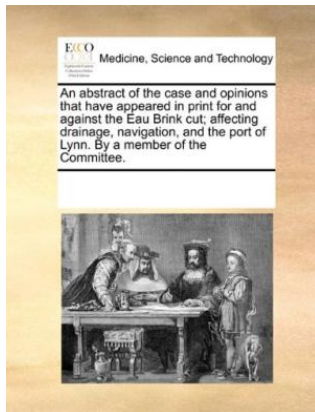 ECCO
Medicine, Science and Technology
An abstract of the case and opinions
that have appeared in print for and
against the Eau Brink cut; affecting
drainage, navigation, and the port of
Lynn. By a member of the
Committee.